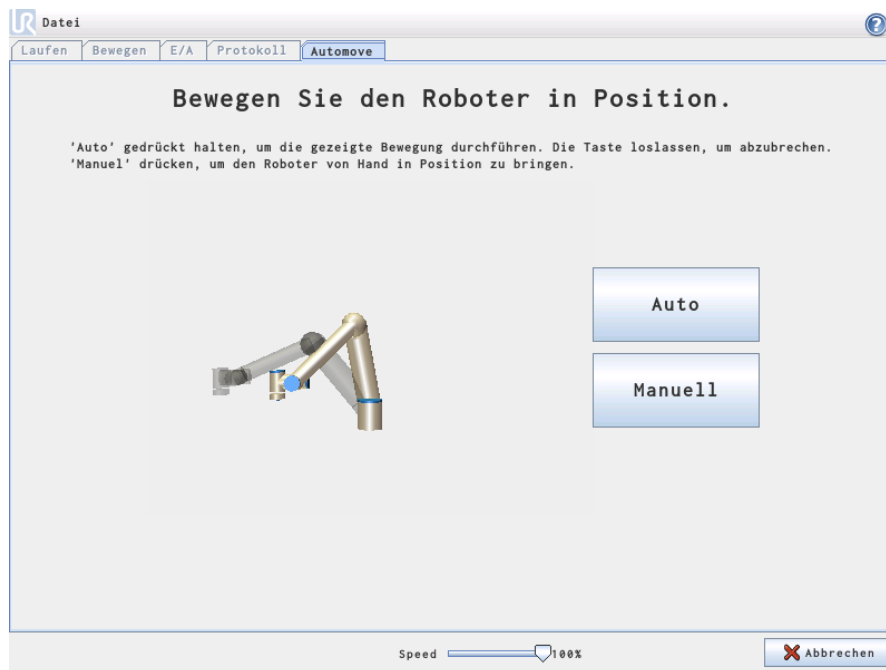 UR Datei
Laufen Bewegen E/A Protokoll Automove
Bewegen Sie den Roboter in Position.
'Auto' gedrückt halten, um die gezeigte Bewegung durchführen. Die Taste loslassen, um abzubrechen.
'Manuel' drücken, um den Roboter von Hand in Position zu bringen.
Auto
Manuell
Speed 100% Abbrechen